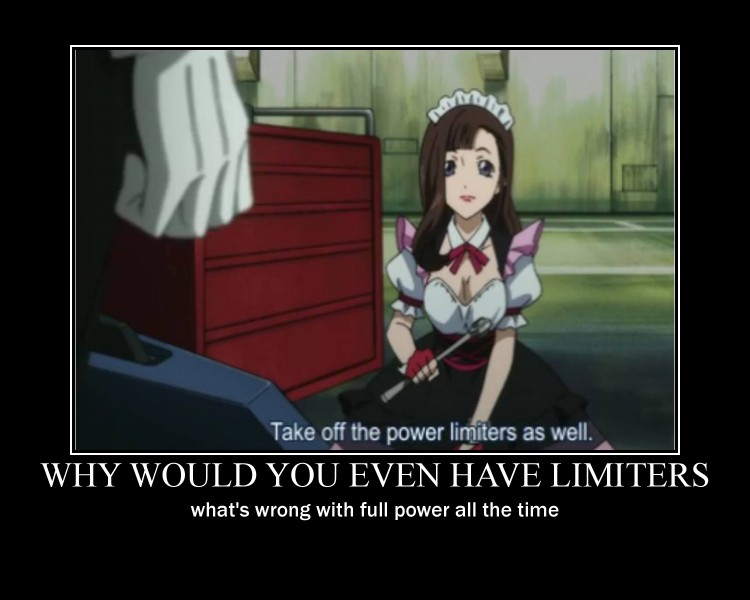 Take off the power limiters as well.
WHY WOULD YOU EVEN HAVE LIMITERS
what's wrong with full power all the time